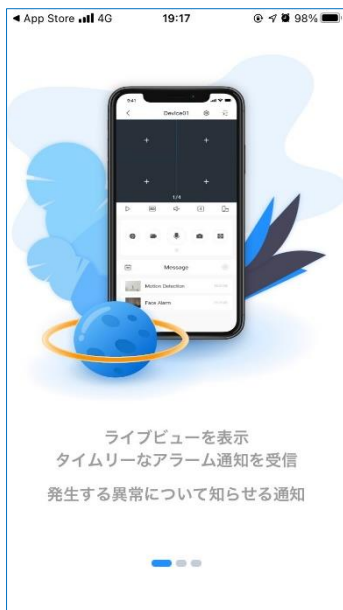 App Store 4G 19:17 98%
9:41
Device01
1/4
Message
Motion Detection
Face Alarm
ライブビューを表示
タイムリーなアラーム通知を受信
発生する異常について知らせる通知